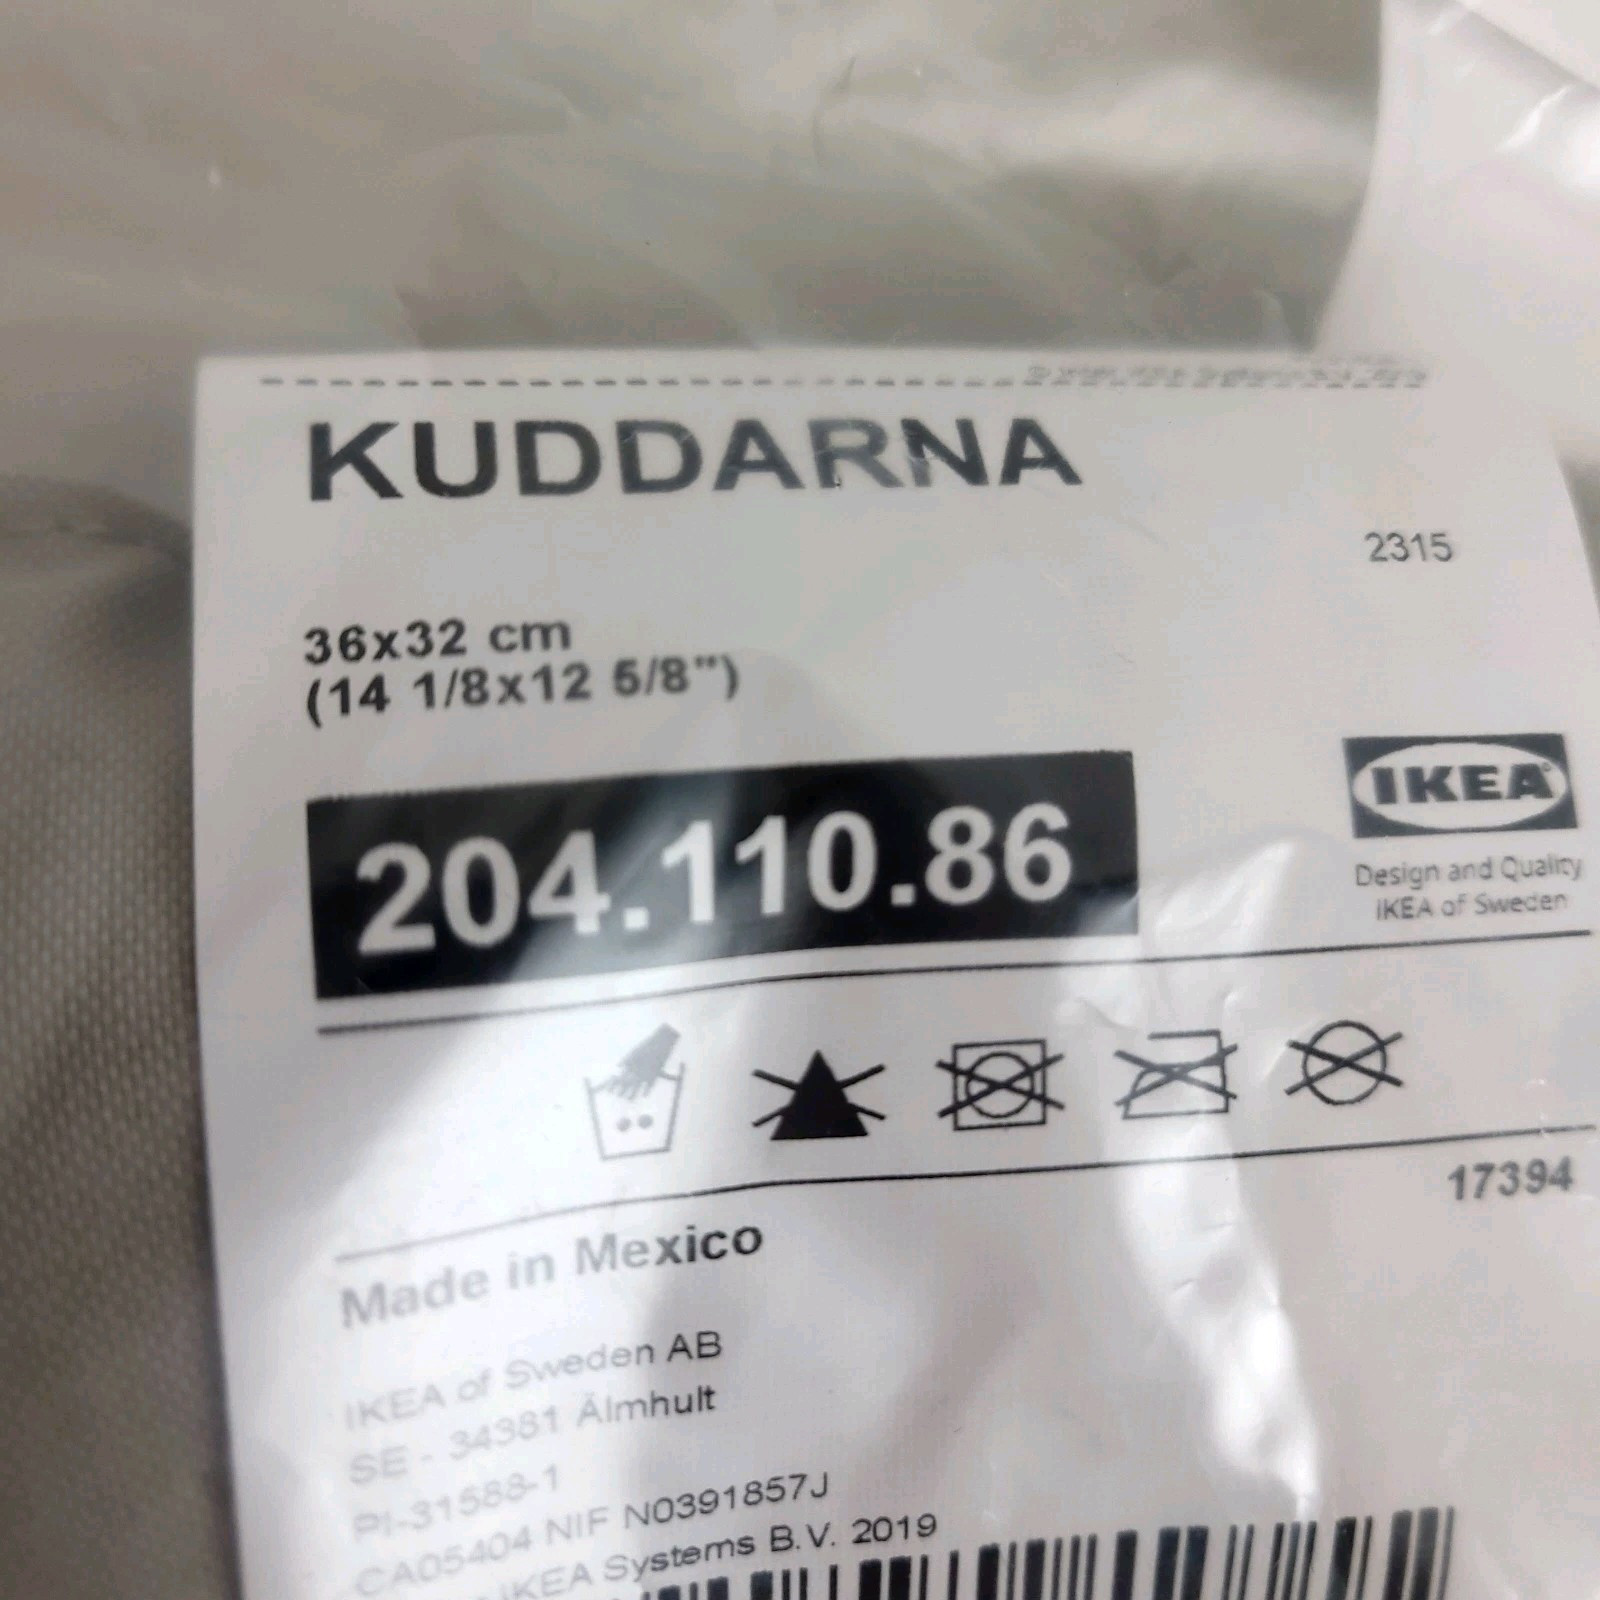 KUDDARNA
2315
36x32 cm
(14 1/8x12 5/8")
204.110.86
IKEA®
Design and Quality
IKEA of Sweden
17394
Made in Mexico
IKEA of Sweden AB
SE - 34381 Älmhult
PI-31588-1
CA05404 NIF N0391857J
IKEA Systems B.V. 2019